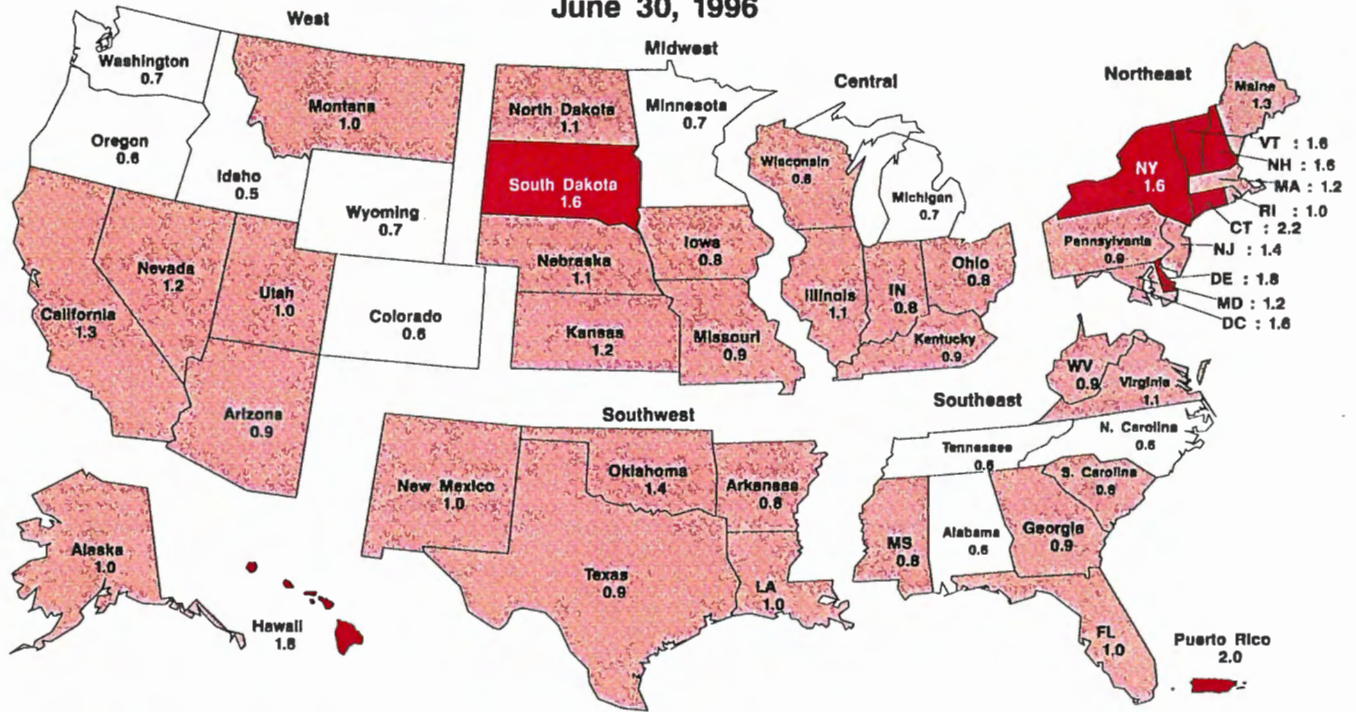 June 30, 1996
West
Midwest
Central
Northeast
Washington
0.7
Oregon
0.6
Idaho
0.5
Montana
1.0
Wyoming
0.7
California
1.3
Nevada
1.2
Utah
1.0
Colorado
0.6
Arizona
0.9
Alaska
1.0
Hawaii
1.8
North Dakota
1.1
Minnesota
0.7
South Dakota
1.6
Nebraska
1.1
Iowa
0.8
Kansas
1.2
Missouri
0.9
Wisconsin
0.8
Michigan
0.7
Illinois
1.1
IN
0.8
Ohio
0.8
Kentucky
0.9
Maine
1.3
NY
1.6
Pennsylvania
0.9
VT : 1.6
NH : 1.6
MA : 1.2
RI : 1.0
CT : 2.2
NJ : 1.4
DE : 1.8
MD : 1.2
DC : 1.6
Southwest
New Mexico
1.0
Oklahoma
1.4
Arkansas
0.8
Texas
0.9
LA
1.0
Southeast
WV
0.9
Virginia
1.1
Tennessee
0.6
N. Carolina
0.6
S. Carolina
0.8
MS
0.8
Alabama
0.6
Georgia
0.9
FL
1.0
Puerto Rico
2.0